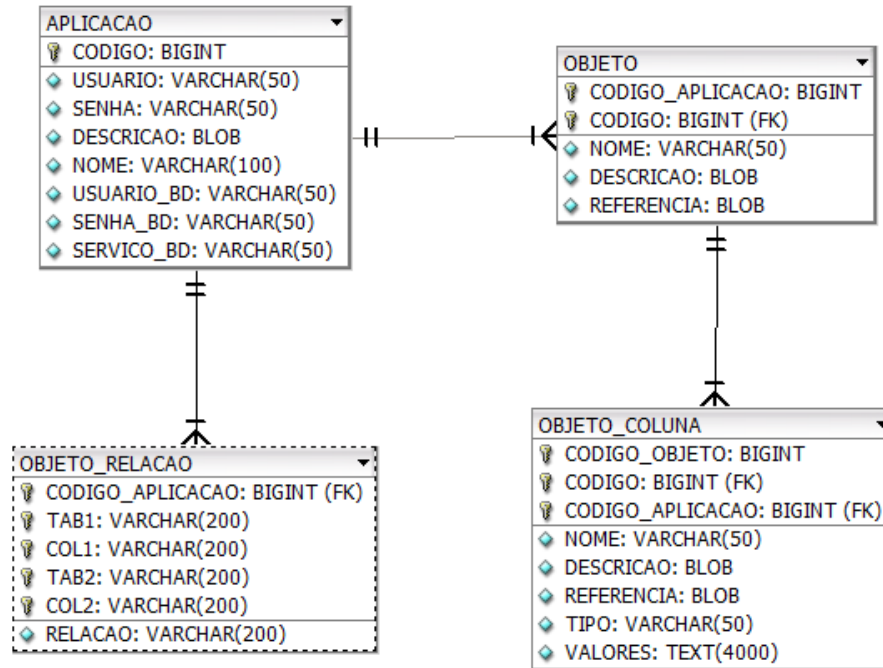 APLICACAO
CODIGO: BIGINT
USUARIO: VARCHAR(50)
SENHA: VARCHAR(50)
DESCRICAO: BLOB
NOME: VARCHAR(100)
USUARIO_BD: VARCHAR(50)
SENHA_BD: VARCHAR(50)
SERVICO_BD: VARCHAR(50)
OBJETO
CODIGO_APLICACAO: BIGINT
CODIGO: BIGINT (FK)
NOME: VARCHAR(50)
DESCRICAO: BLOB
REFERENCIA: BLOB
OBJETO_RELACAO
CODIGO_APLICACAO: BIGINT (FK)
TAB1: VARCHAR(200)
COL1: VARCHAR(200)
TAB2: VARCHAR(200)
COL2: VARCHAR(200)
RELACAO: VARCHAR(200)
OBJETO_COLUNA
CODIGO_OBJETO: BIGINT
CODIGO: BIGINT (FK)
CODIGO_APLICACAO: BIGINT (FK)
NOME: VARCHAR(50)
DESCRICAO: BLOB
REFERENCIA: BLOB
TIPO: VARCHAR(50)
VALORES: TEXT(4000)